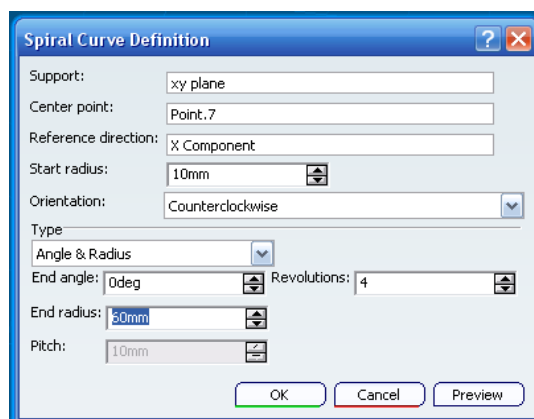 Spiral Curve Definition
Support: xy plane
Center point: Point.7
Reference direction: X Component
Start radius: 10mm
Orientation: Counterclockwise
Type
Angle & Radius
End angle: 0deg Revolutions: 4
End radius: 60mm
Pitch: 10mm
OK Cancel Preview